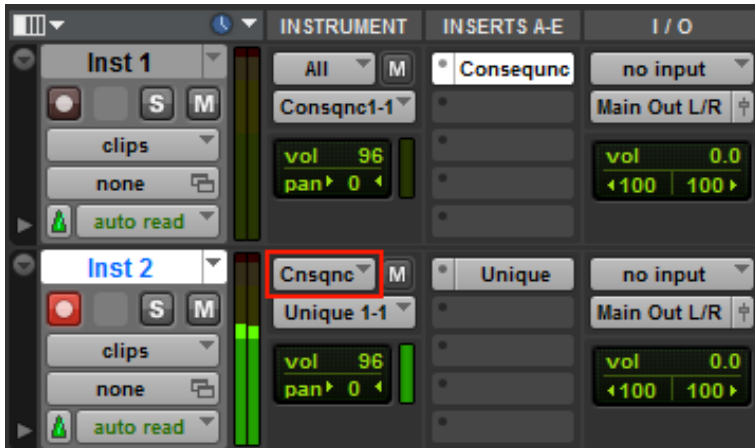 INSTRUMENT INSERTS A-E I / O
Inst 1
S M
clips
none
auto read
All M
Consqnc1-1
vol 96
pan 0
Consequnc
no input
Main Out L/R
vol 0.0
100 100
Inst 2
S M
clips
none
auto read
Cnsqnc M
Unique 1-1
vol 96
pan 0
Unique
no input
Main Out L/R
vol 0.0
100 100